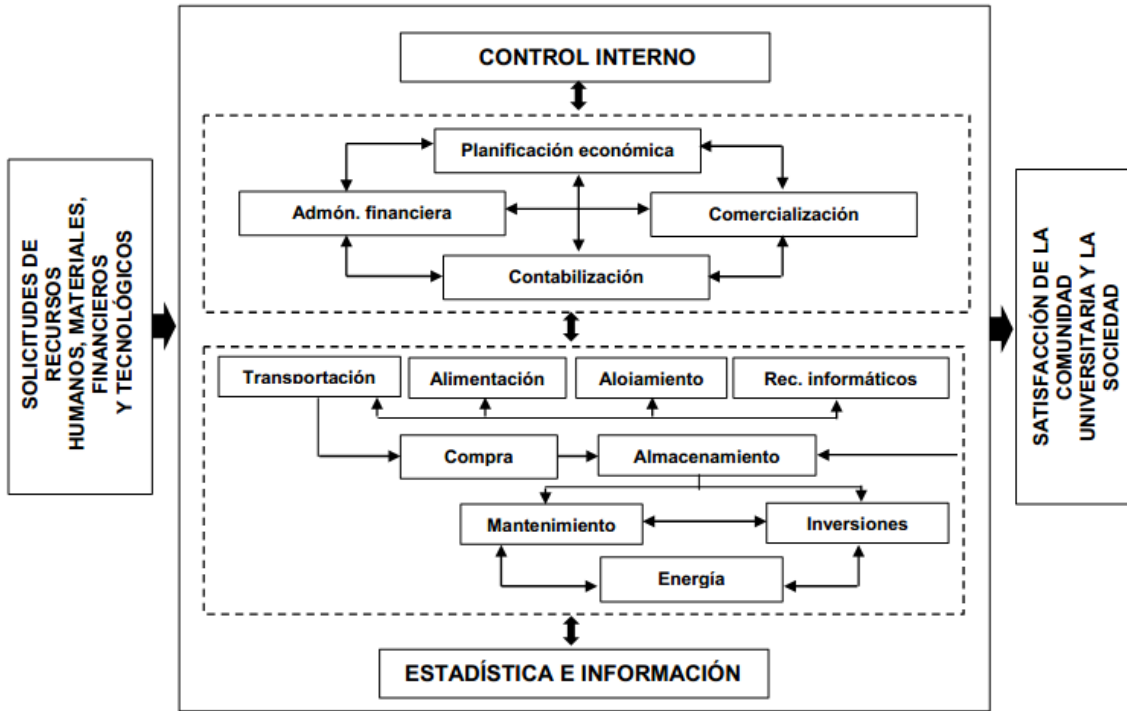 CONTROL INTERNO
Planificación económica
Admón. financiera
Comercialización
Contabilización
SOLICITUDES DE
RECURSOS
HUMANOS, MATERIALES,
FINANCIEROS
Y TECNOLÓGICOS
SATISFACCIÓN DE LA
COMUNIDAD
UNIVERSITARIA Y LA
SOCIEDAD
Transportación
Alimentación
Alojamiento
Rec. informáticos
Compra
Almacenamiento
Mantenimiento
Inversiones
Energía
ESTADÍSTICA E INFORMACIÓN